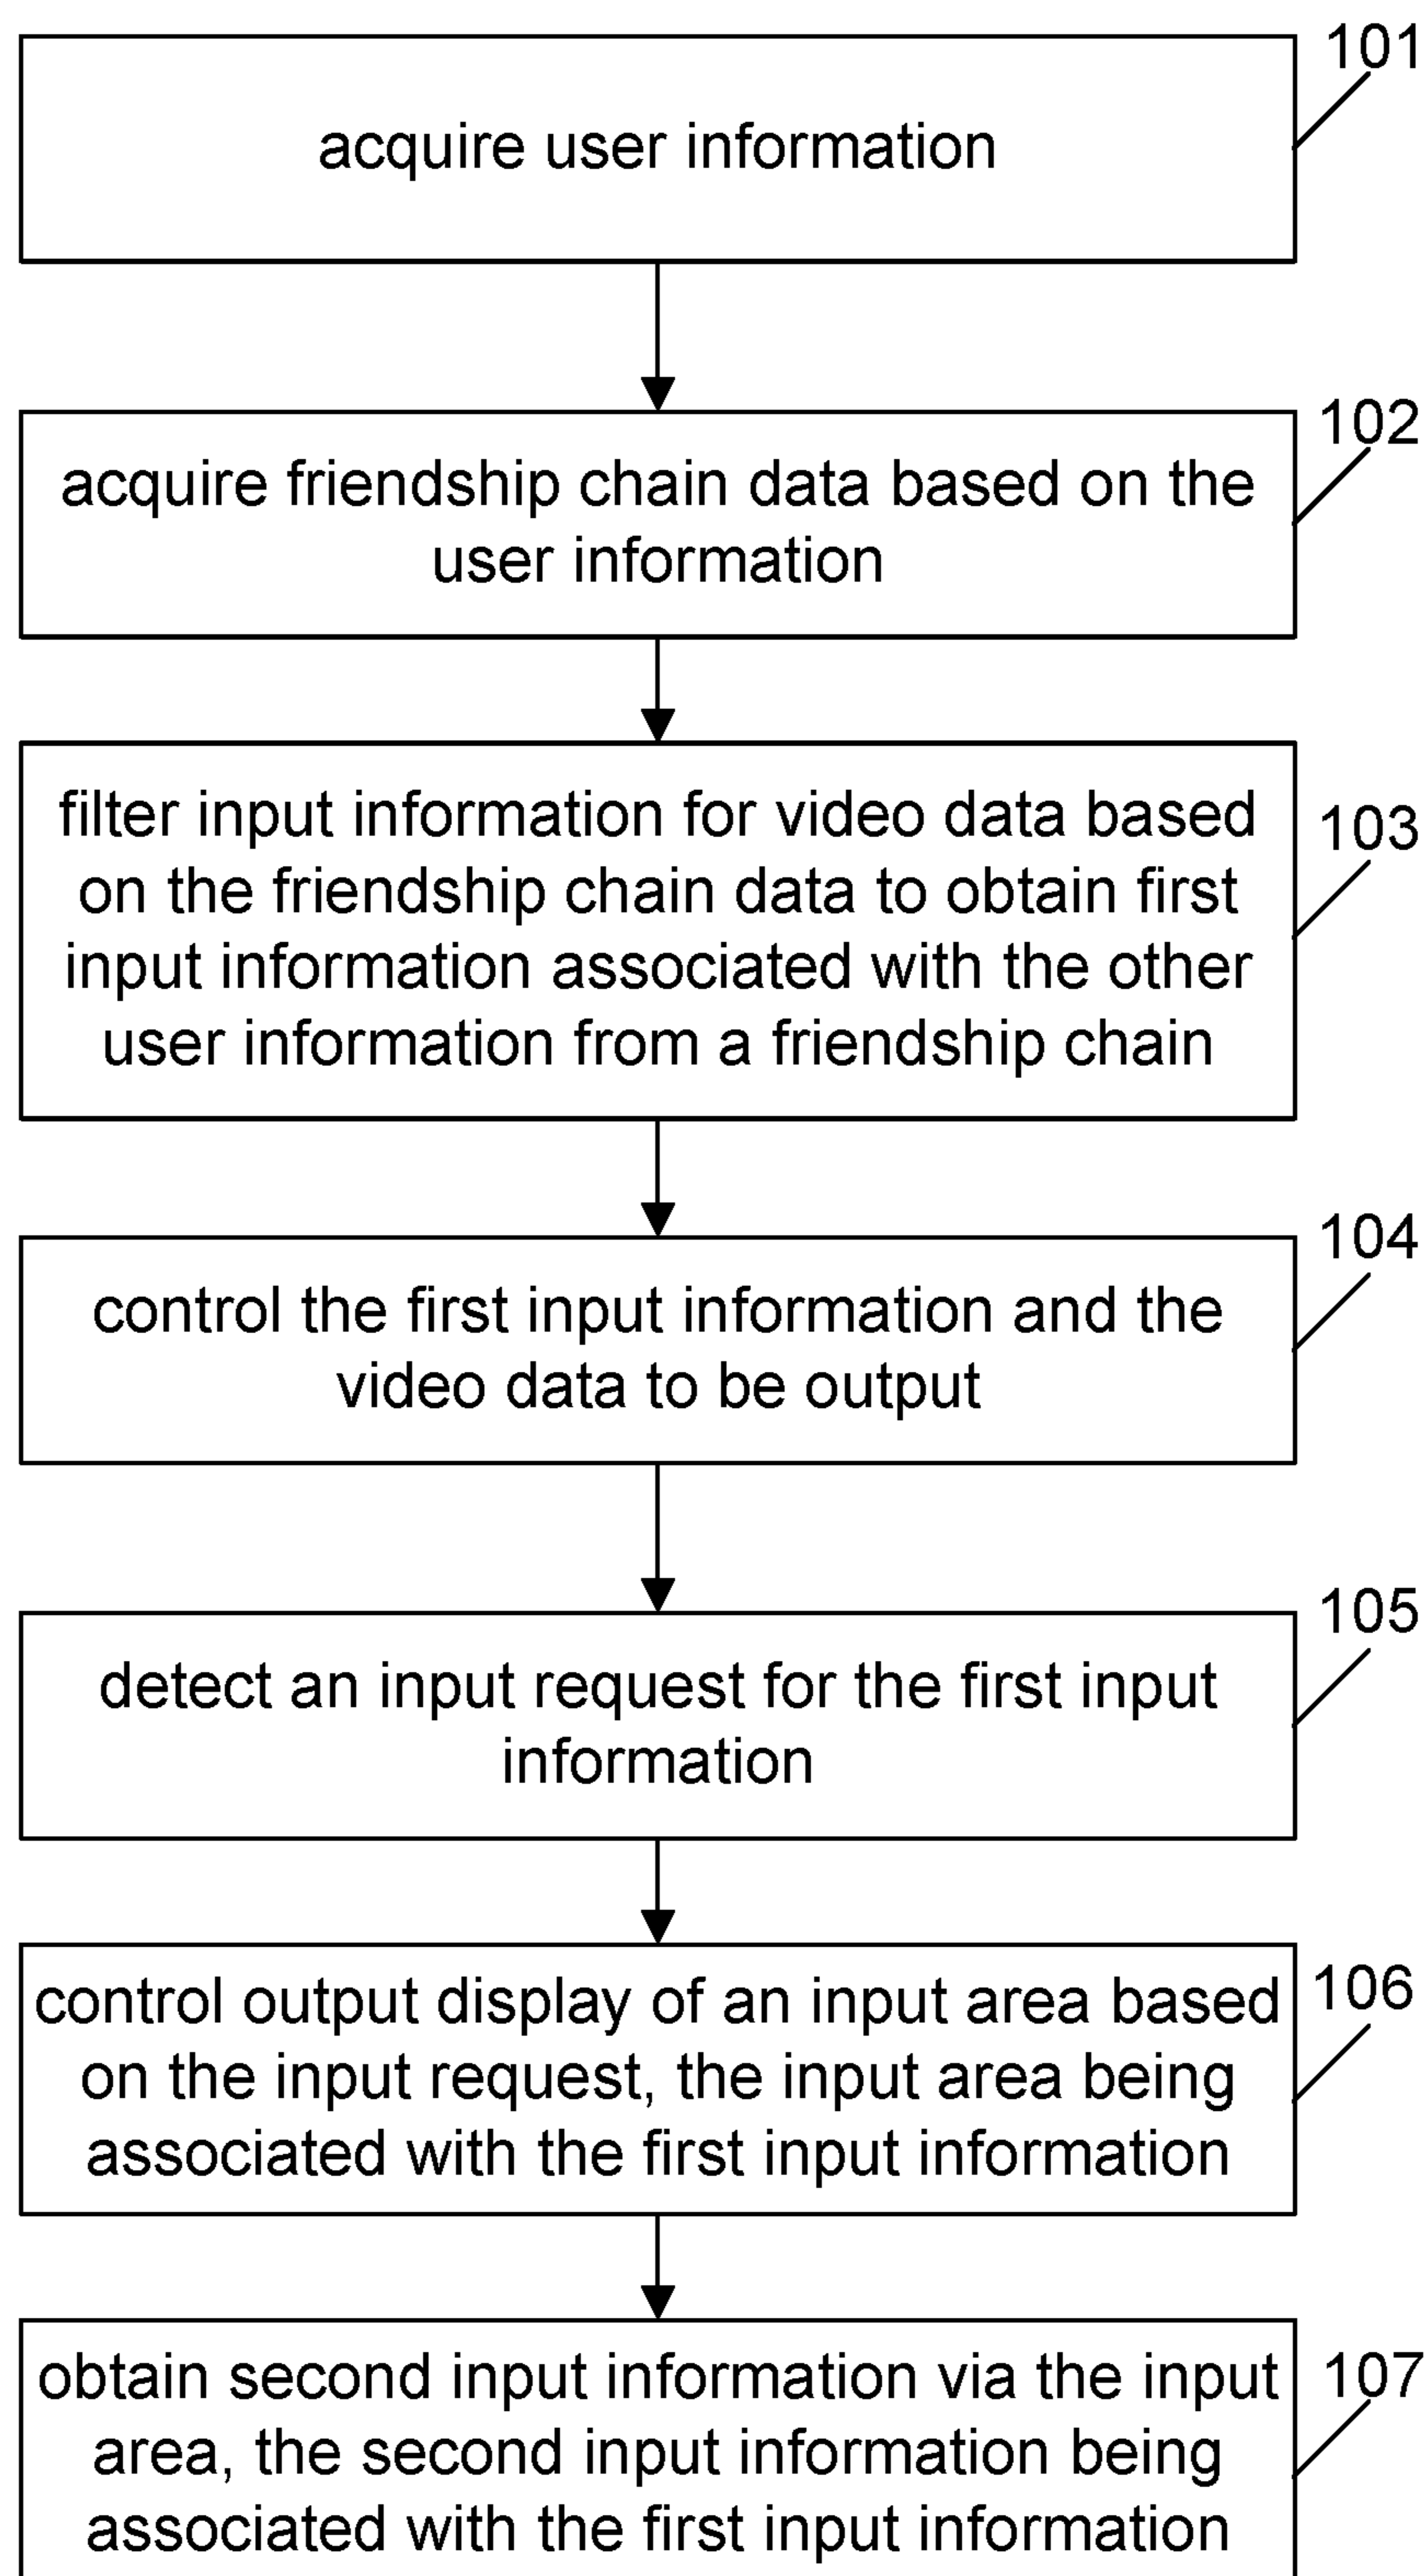 101
acquire user information
102
acquire friendship chain data based on the
user information
103
filter input information for video data based
on the friendship chain data to obtain first
input information associated with the other
user information from a friendship chain
104
control the first input information and the
video data to be output
105
detect an input request for the first input
information
106
control output display of an input area based
on the input request, the input area being
associated with the first input information
107
obtain second input information via the input
area, the second input information being
associated with the first input information